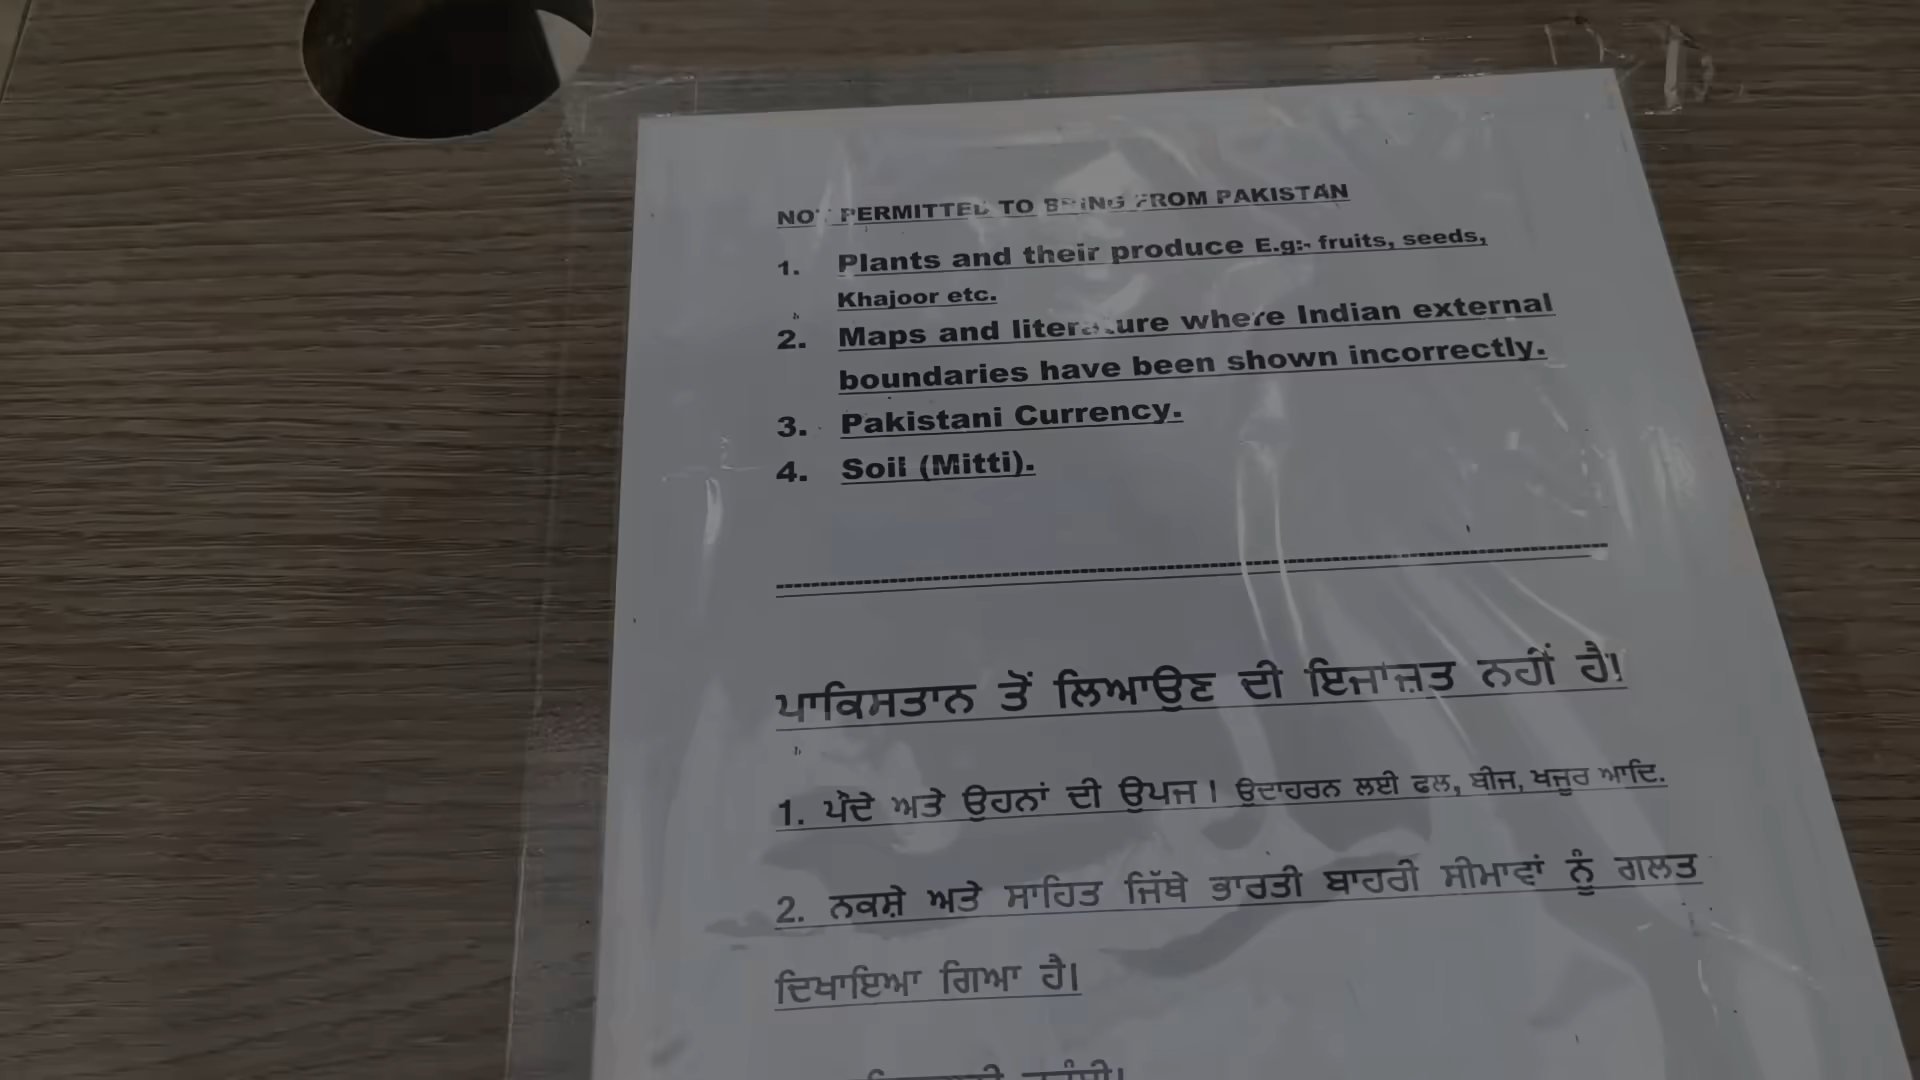 NOT PERMITTED TO BRING FROM PAKISTAN
1. Plants and their produce E.g:- fruits, seeds,
Khajoor etc.
2. Maps and literature where Indian external
boundaries have been shown incorrectly.
3. Pakistani Currency.
4. Soil (Mitti).
ਪਾਕਿਸਤਾਨ ਤੋਂ ਲਿਆਉਣ ਦੀ ਇਜਾਜ਼ਤ ਨਹੀਂ ਹੈ।
1. ਪੌਦੇ ਅਤੇ ਉਹਨਾਂ ਦੀ ਉਪਜ। ਉਦਾਹਰਨ ਲਈ ਫਲ, ਬੀਜ, ਖਜੂਰ ਆਦਿ.
2. ਨਕਸ਼ੇ ਅਤੇ ਸਾਹਿਤ ਜਿੱਥੇ ਭਾਰਤੀ ਬਾਹਰੀ ਸੀਮਾਵਾਂ ਨੂੰ ਗਲਤ
ਦਿਖਾਇਆ ਗਿਆ ਹੈ।